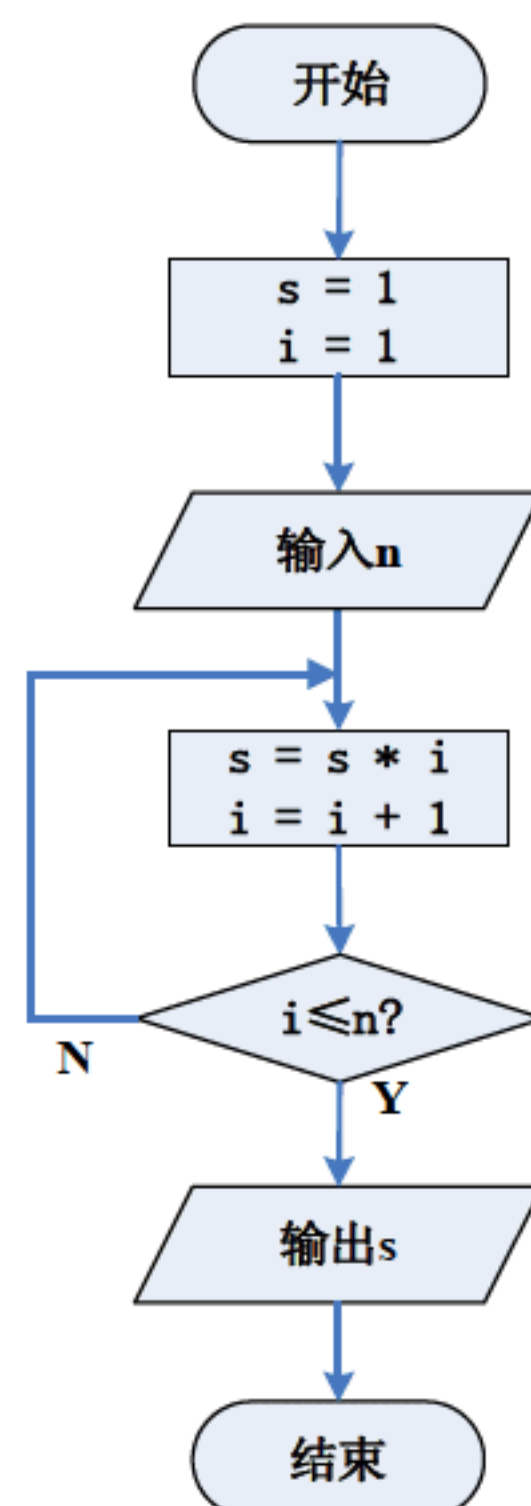 开始
s = 1
i = 1
输入n
s = s * i
i = i + 1
i≤n?
N
Y
输出s
结束